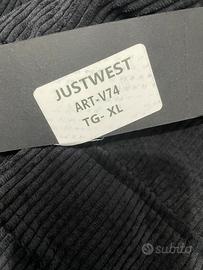 JUSTWEST
ART-V74
TG- XL
subito